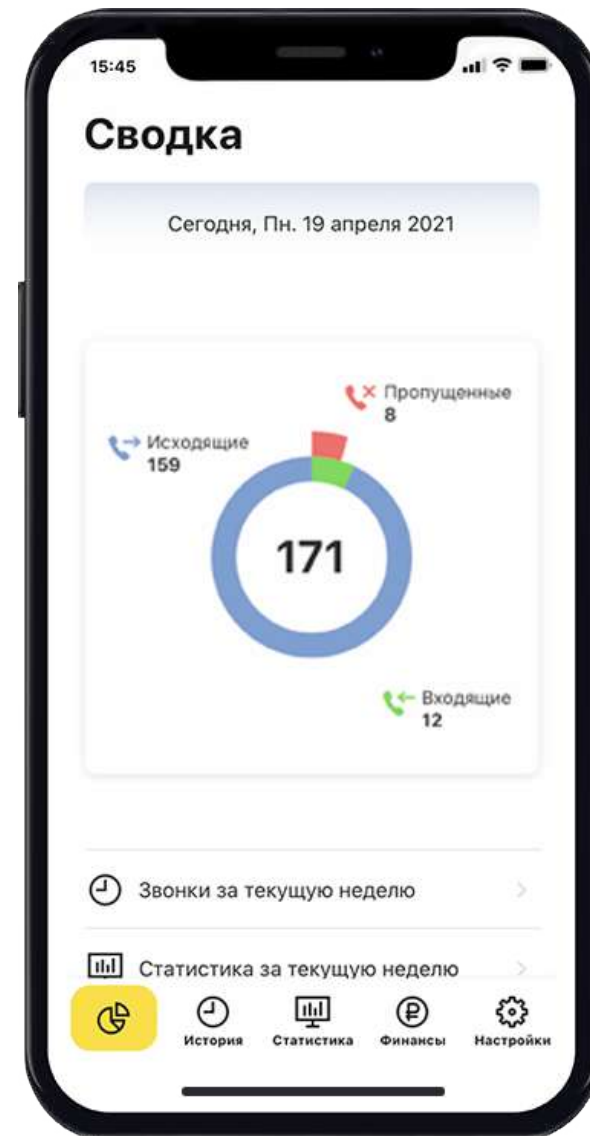 15:45
Сводка
Сегодня, Пн. 19 апреля 2021
Пропущенные
8
Исходящие
159
171
Входящие
12
Звонки за текущую неделю
Статистика за текущую неделю
История
Статистика
Финансы
Настройки